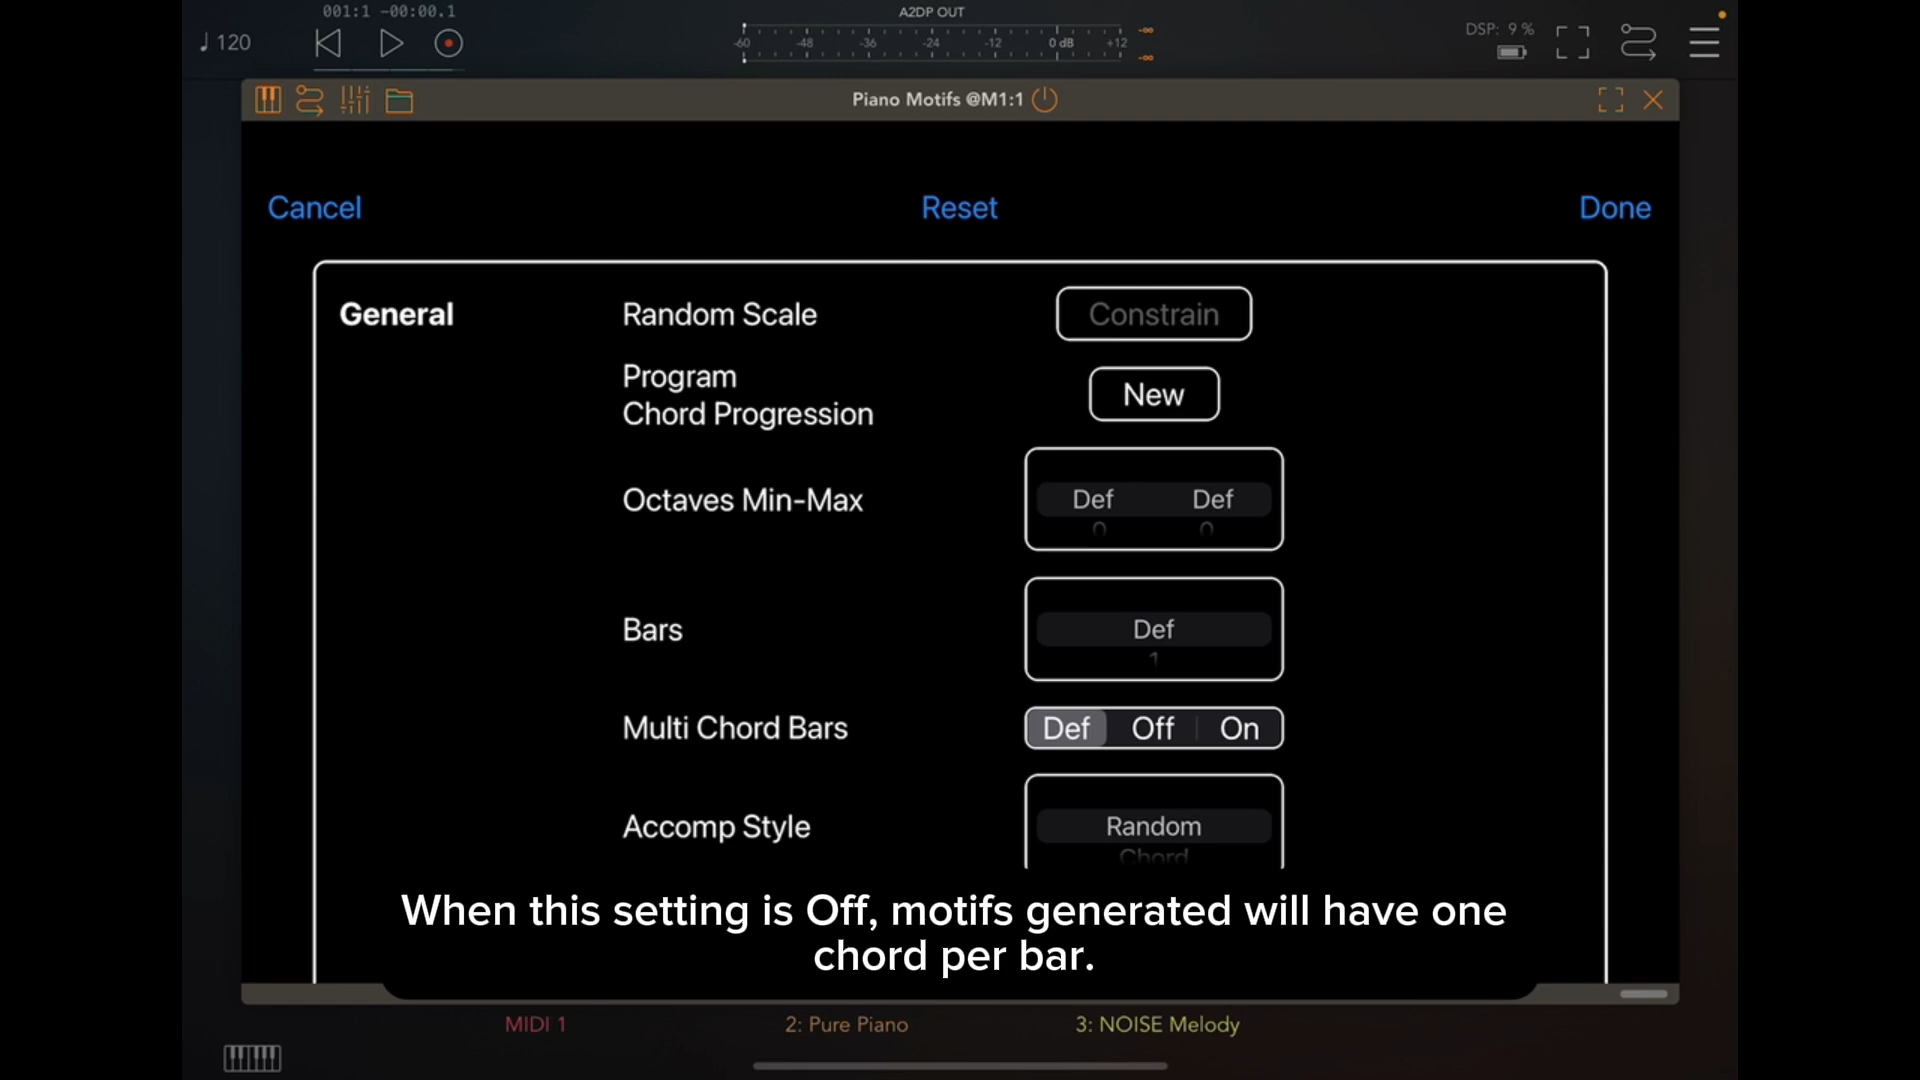 001:1 -00:00.1
A2DP OUT
♩ 120
-60 -48 -36 -24 -12 0 dB +12
-∞
-∞
DSP: 9 %
Piano Motifs @M1:1
Cancel
Reset
Done
General
Random Scale
Constrain
Program
Chord Progression
New
Octaves Min-Max
Def Def
0 0
Bars
Def
1
Multi Chord Bars
Def Off On
Accomp Style
Random
Chord
When this setting is Off, motifs generated will have one
chord per bar.
MIDI 1
2: Pure Piano
3: NOISE Melody